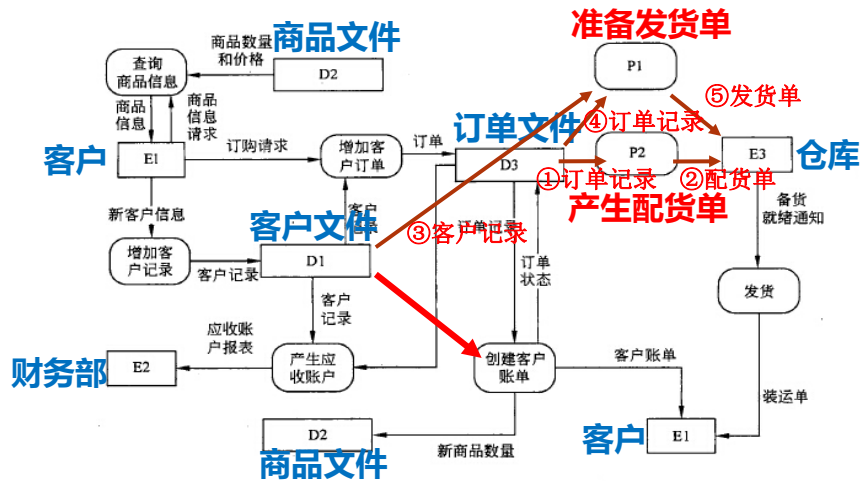 准备发货单
商品文件
商品数量
和价格
查询
商品信息
D2
P1
⑤发货单
商品
信息
商品
信息
请求
订单文件
④订单记录
客户
E1
订购请求
增加客
户订单
订单
D3
P2
E3
仓库
①订单记录
②配货单
产生配货单
新客户信息
客户
记录
客户文件
③客户记录
订单记录
备货
就绪通知
增加客
户记录
客户记录
D1
订单
状态
发货
客户
记录
应收账
户报表
财务部
E2
产生应
收账户
创建客户
账单
客户账单
装运单
D2
新商品数量
客户
E1
商品文件